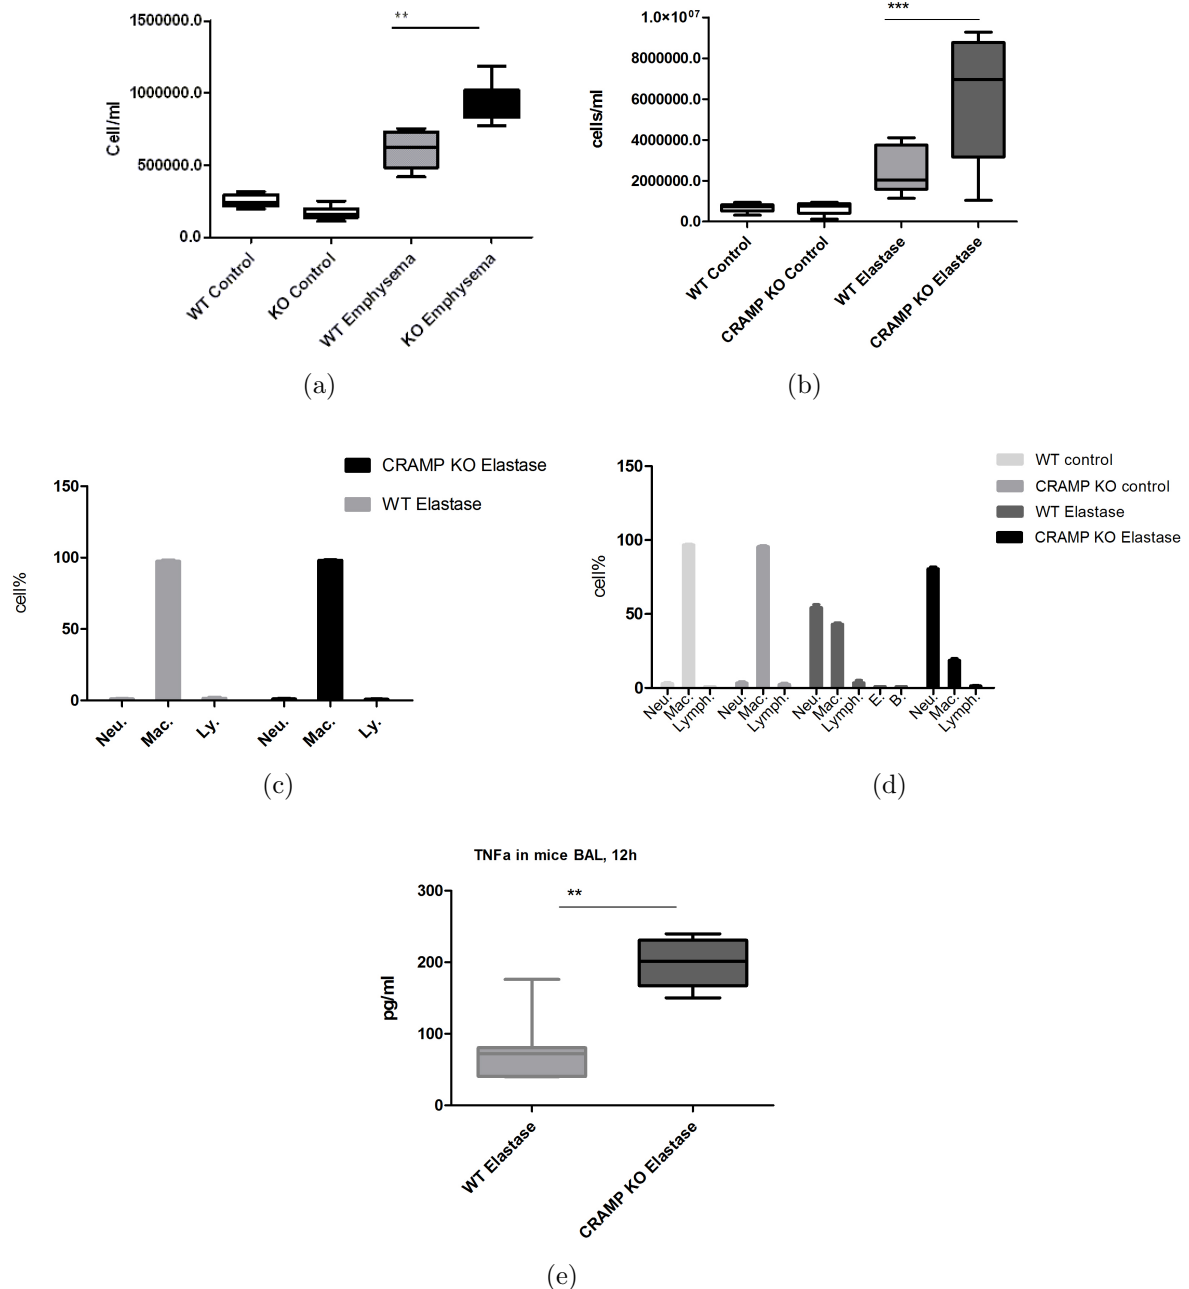 1500000.0
1000000.0
500000.0
0.0
Cell/ml
**
WT Control
KO Control
WT Emphysema
KO Emphysema
(a)
1.0×10⁰⁷
8000000.0
6000000.0
4000000.0
2000000.0
0.0
cells/ml
***
WT Control
CRAMP KO Control
WT Elastase
CRAMP KO Elastase
(b)
CRAMP KO Elastase
WT Elastase
150
100
50
0
cell%
Neu.
Mac.
Ly.
Neu.
Mac.
Ly.
(c)
WT control
CRAMP KO control
WT Elastase
CRAMP KO Elastase
150
100
50
0
cell%
Neu.
Mac.
Lymph.
Neu.
Mac.
Lymph.
Neu.
Mac.
Lymph.
E.
B.
Neu.
Mac.
Lymph.
(d)
TNFa in mice BAL, 12h
300
200
100
0
pg/ml
**
WT Elastase
CRAMP KO Elastase
(e)